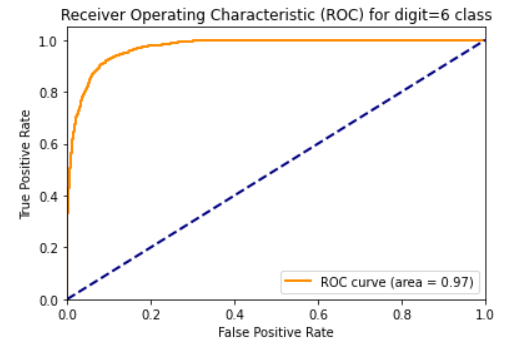 Receiver Operating Characteristic (ROC) for digit=6 class
1.0
0.8
0.6
0.4
0.2
0.0
True Positive Rate
ROC curve (area = 0.97)
0.0 0.2 0.4 0.6 0.8 1.0
False Positive Rate